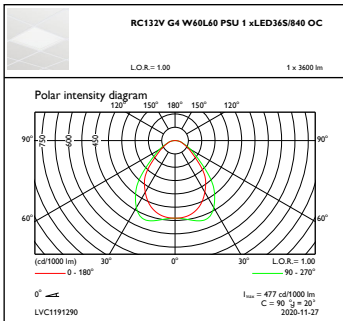 RC132V G4 W60L60 PSU 1 xLED36S/840 OC
L.O.R.= 1.00 1 x 3600 lm
Polar intensity diagram
120° 150° 180° 150° 120°
90° 750 600 450 90°
60° 60°
30° 0° 30°
(cd/1000 lm) L.O.R.= 1.00
0 - 180° 90 - 270°
0°
Imax = 477 cd/1000 lm
C = 90 °g = 20°
LVC1191290 2020-11-27